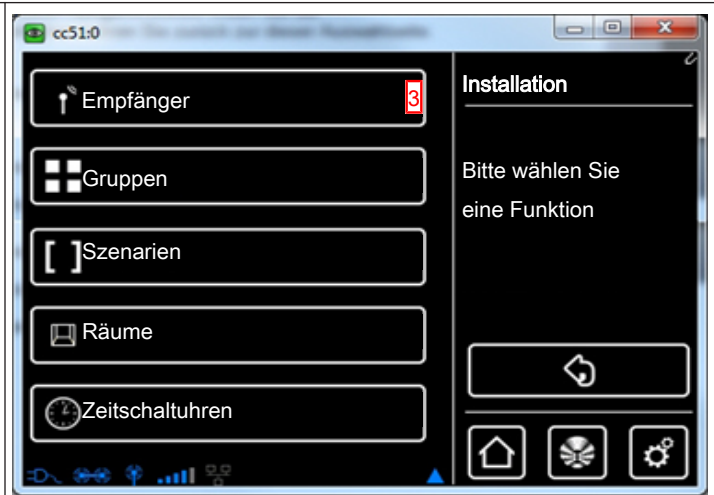 cc51:0
Empfänger
3
Gruppen
Szenarien
Räume
Zeitschaltuhren
Installation
Bitte wählen Sie
eine Funktion